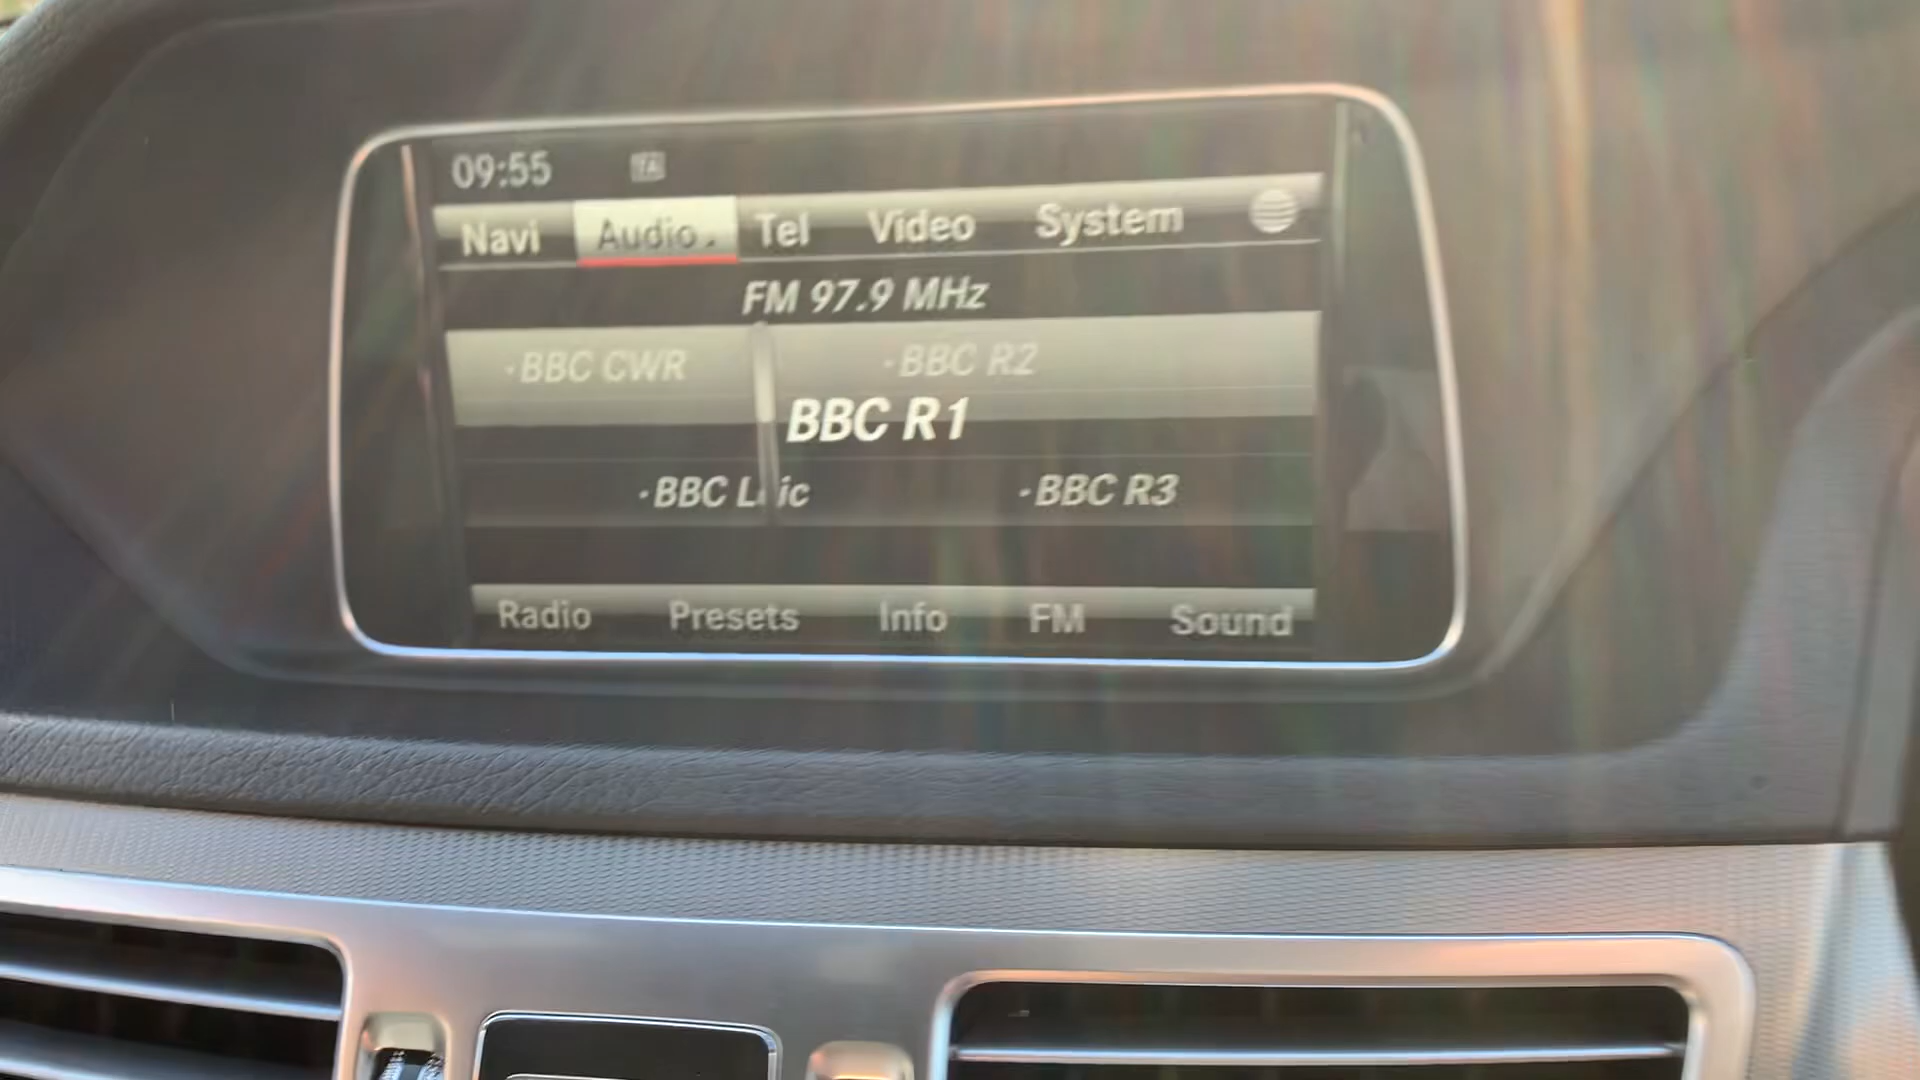 09:55 TA
Navi Audio Tel Video System
FM 97.9 MHz
·BBC CWR ·BBC R2
BBC R1
·BBC ·BBC R3
Radio Presets Info FM Sound